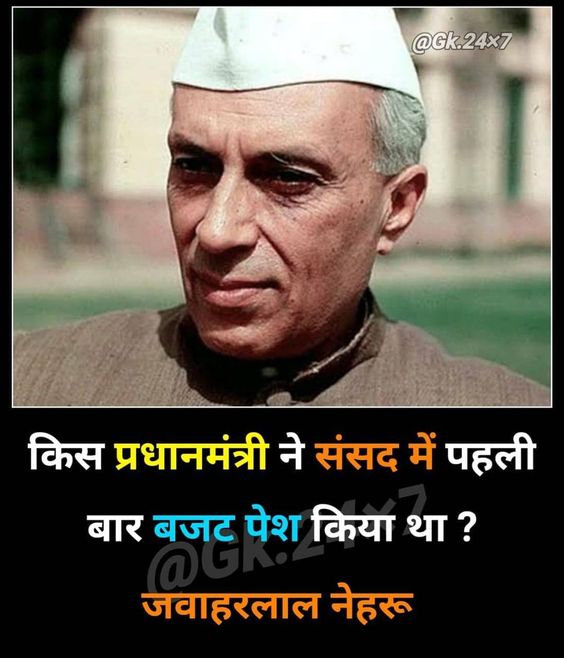 @Gk.24×7
किस प्रधानमंत्री ने संसद में पहली
बार बजट पेश किया था ?
@Gk.24×7
जवाहरलाल नेहरू